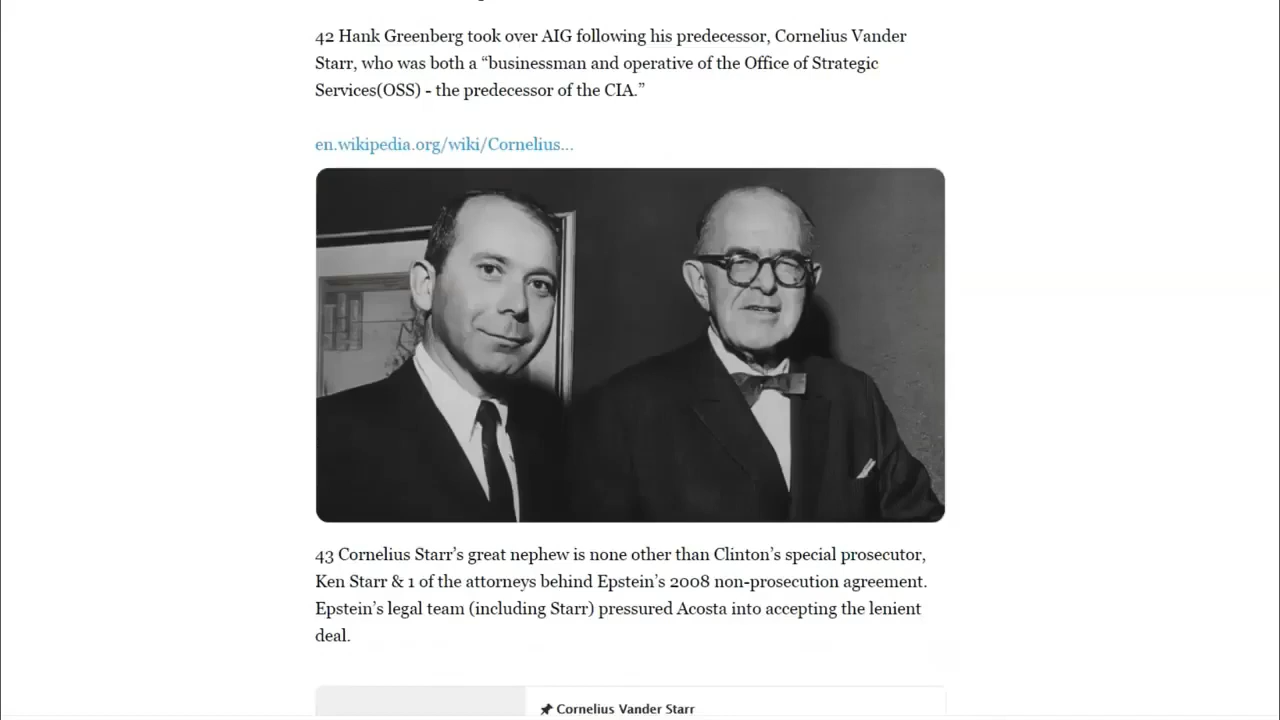 42 Hank Greenberg took over AIG following his predecessor, Cornelius Vander
Starr, who was both a “businessman and operative of the Office of Strategic
Services(OSS) - the predecessor of the CIA.”
en.wikipedia.org/wiki/Cornelius...
43 Cornelius Starr’s great nephew is none other than Clinton’s special prosecutor,
Ken Starr & 1 of the attorneys behind Epstein’s 2008 non-prosecution agreement.
Epstein’s legal team (including Starr) pressured Acosta into accepting the lenient
deal.
📌 Cornelius Vander Starr